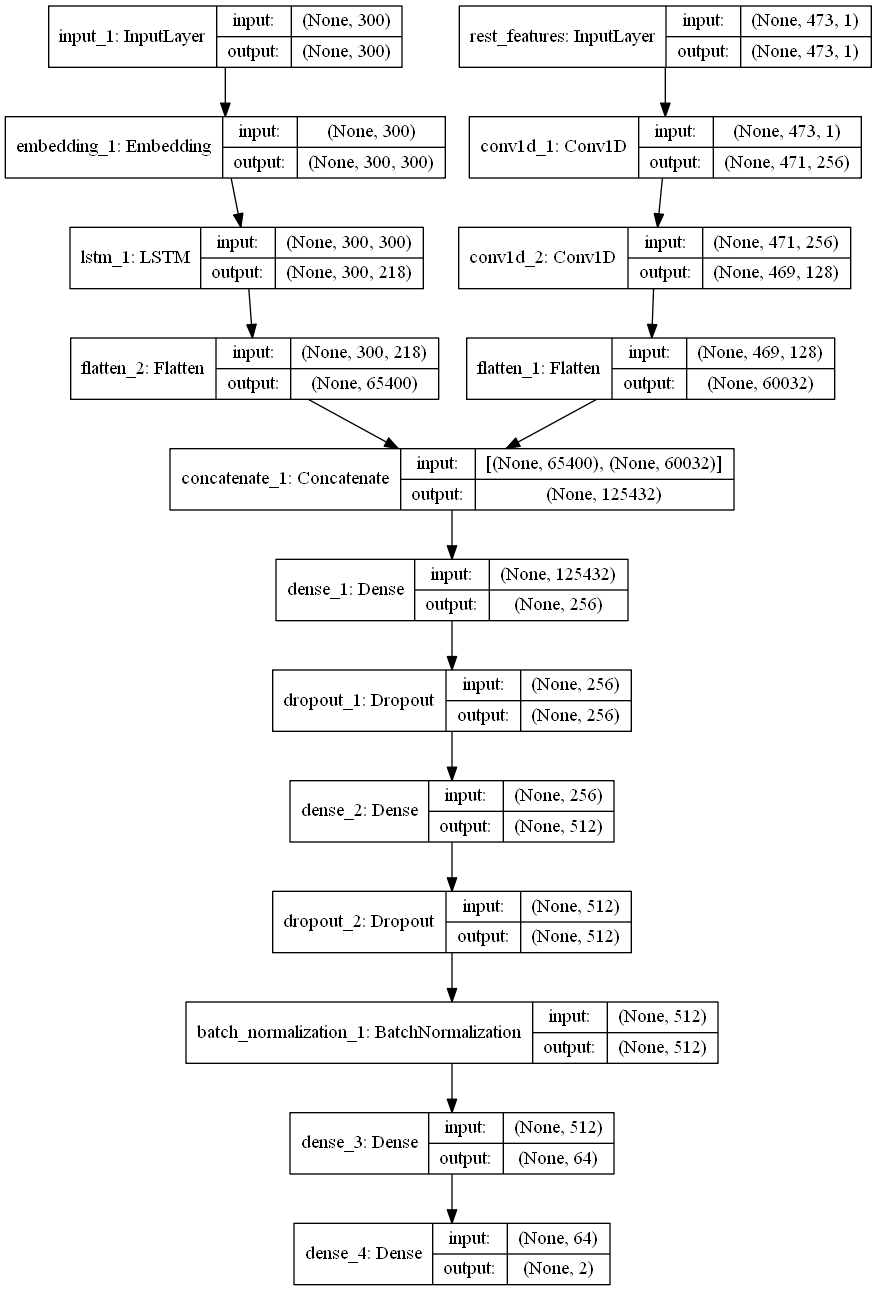 input_1: InputLayer
input: (None, 300)
output: (None, 300)
rest_features: InputLayer
input: (None, 473, 1)
output: (None, 473, 1)
embedding_1: Embedding
input: (None, 300)
output: (None, 300, 300)
conv1d_1: Conv1D
input: (None, 473, 1)
output: (None, 471, 256)
lstm_1: LSTM
input: (None, 300, 300)
output: (None, 300, 218)
conv1d_2: Conv1D
input: (None, 471, 256)
output: (None, 469, 128)
flatten_2: Flatten
input: (None, 300, 218)
output: (None, 65400)
flatten_1: Flatten
input: (None, 469, 128)
output: (None, 60032)
concatenate_1: Concatenate
input: [(None, 65400), (None, 60032)]
output: (None, 125432)
dense_1: Dense
input: (None, 125432)
output: (None, 256)
dropout_1: Dropout
input: (None, 256)
output: (None, 256)
dense_2: Dense
input: (None, 256)
output: (None, 512)
dropout_2: Dropout
input: (None, 512)
output: (None, 512)
batch_normalization_1: BatchNormalization
input: (None, 512)
output: (None, 512)
dense_3: Dense
input: (None, 512)
output: (None, 64)
dense_4: Dense
input: (None, 64)
output: (None, 2)